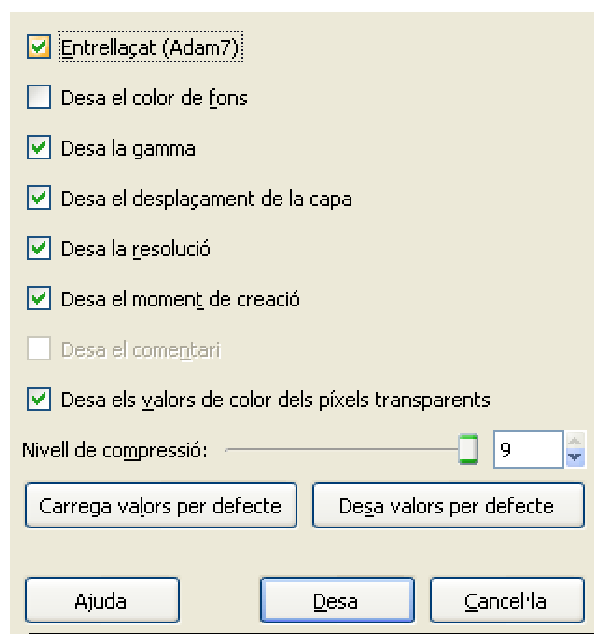 Entrellaçat (Adam7)
Desa el color de fons
Desa la gamma
Desa el desplaçament de la capa
Desa la resolució
Desa el moment de creació
Desa el comentari
Desa els valors de color dels píxels transparents
Nivell de compressió: 9
Carrega valors per defecte Desa valors per defecte
Ajuda Desa Cancel·la